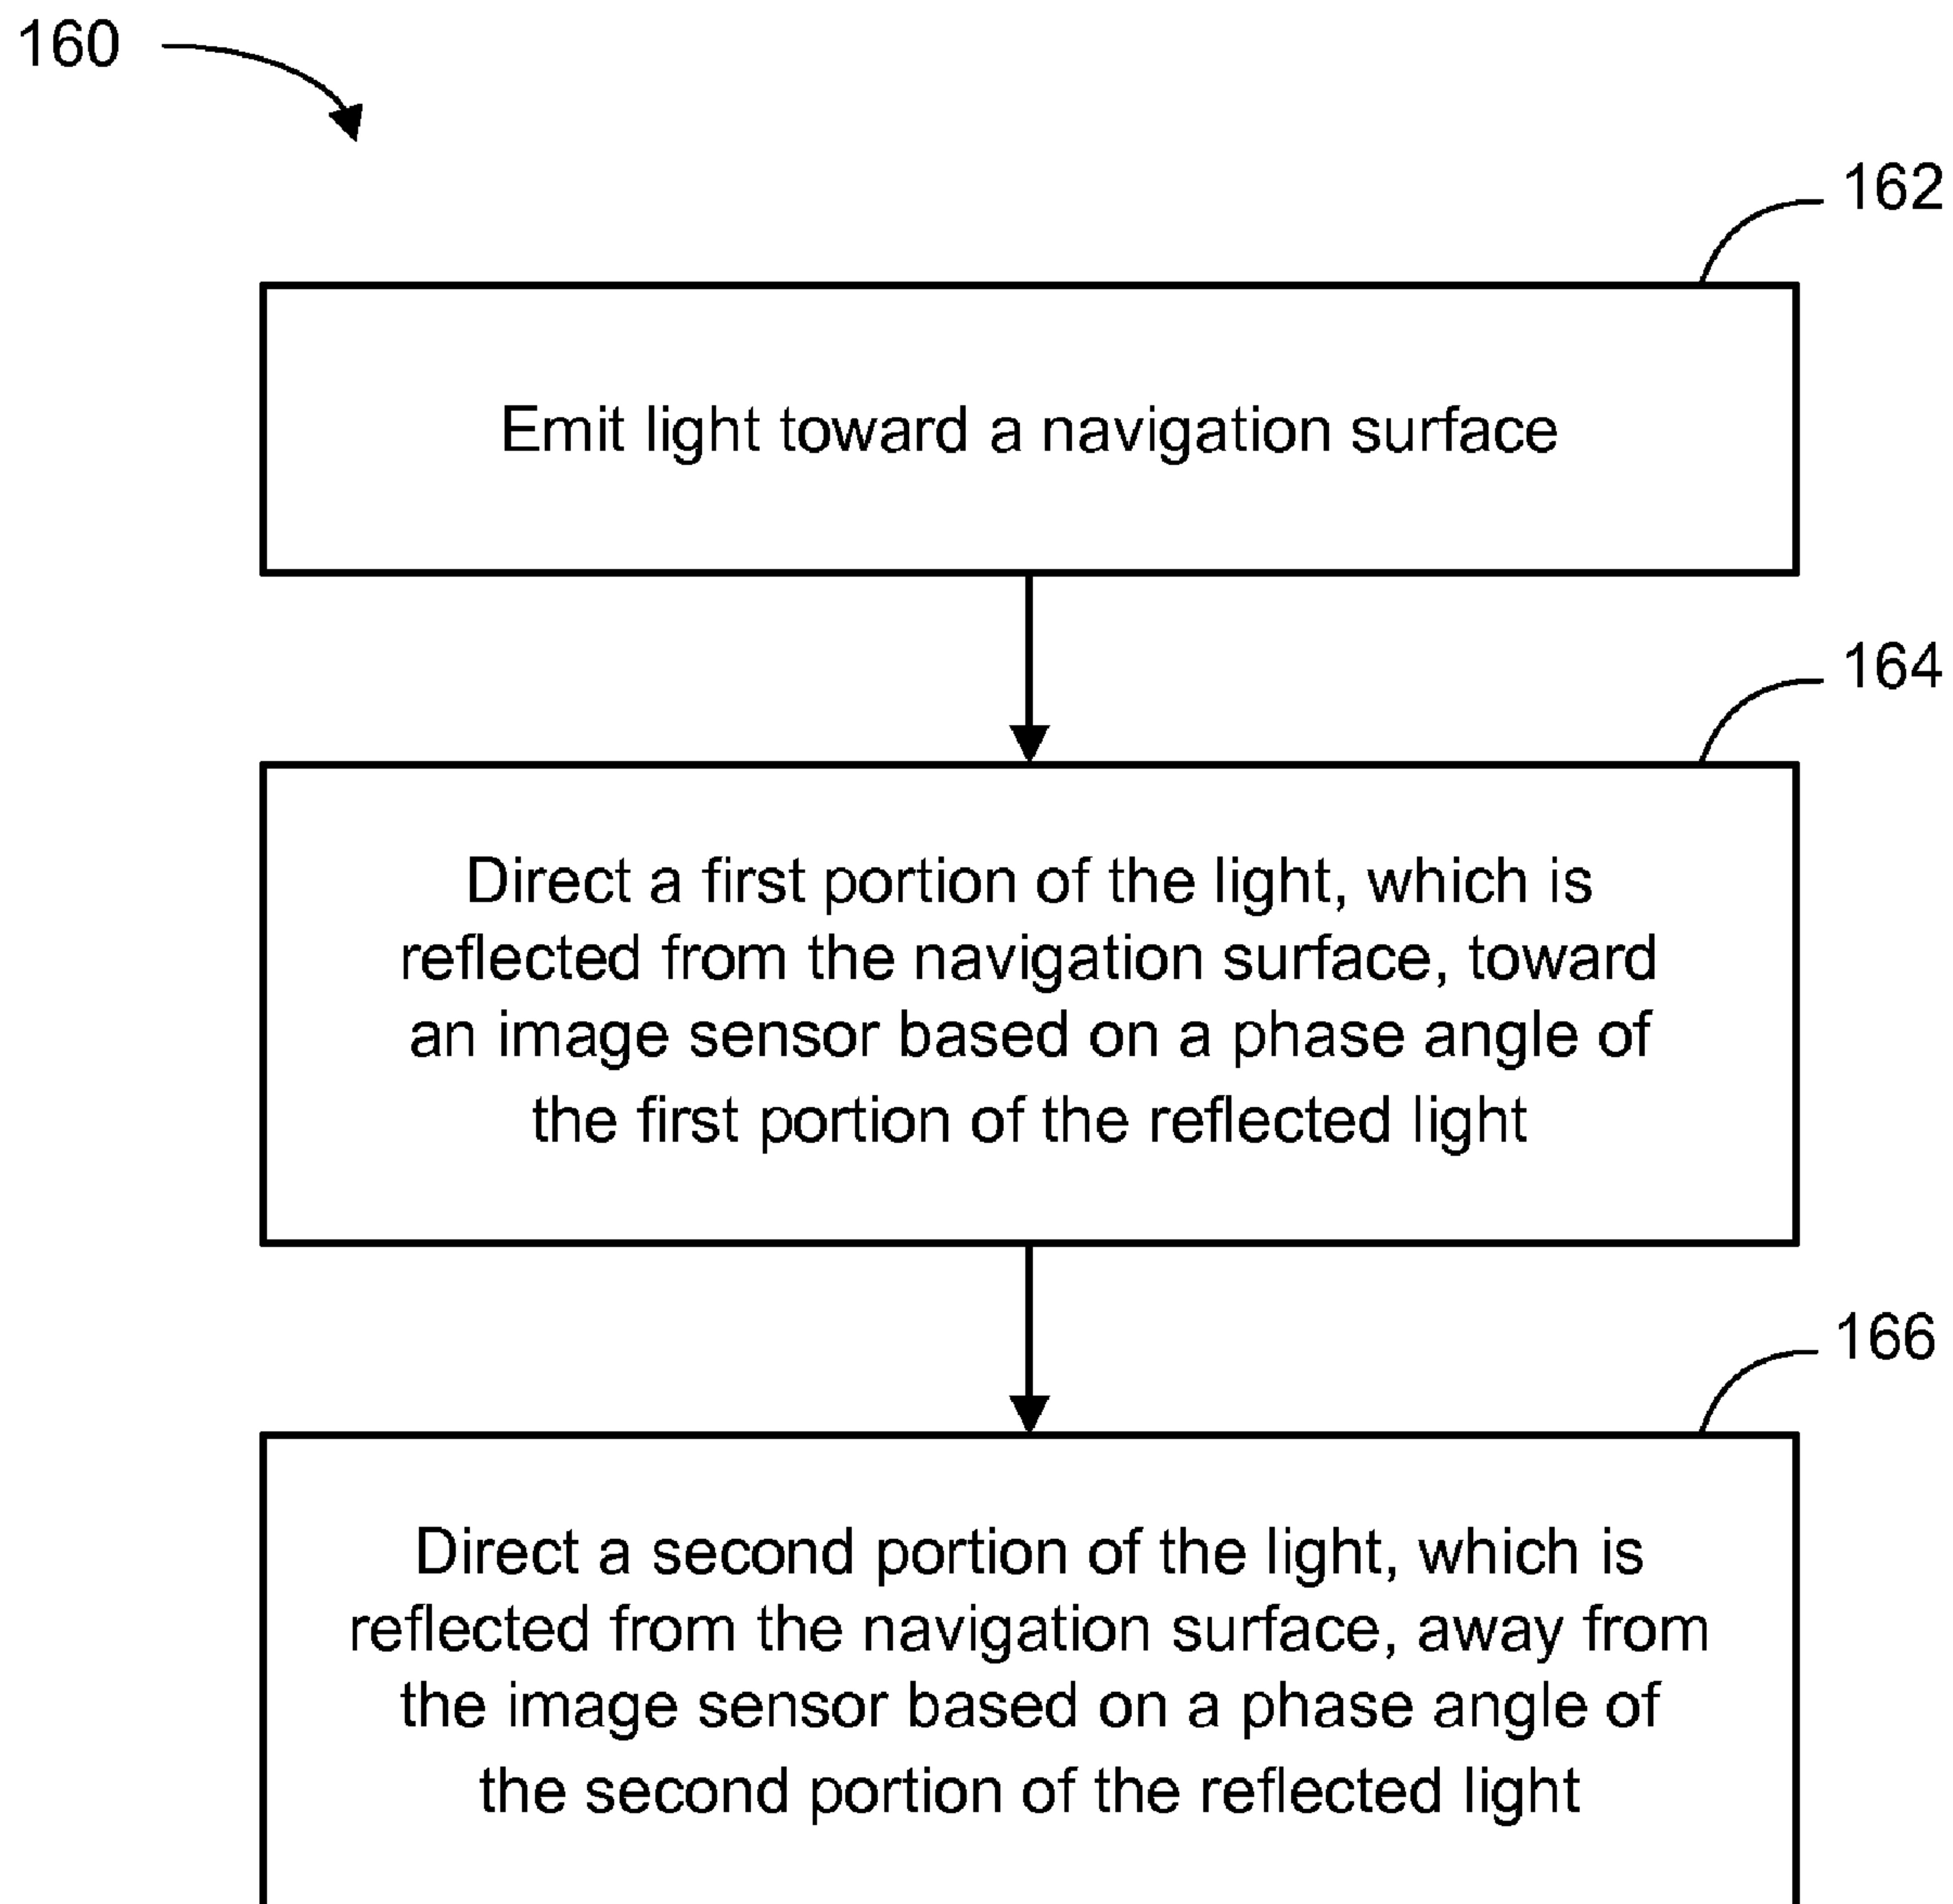 160
162
Emit light toward a navigation surface
164
Direct a first portion of the light, which is
reflected from the navigation surface, toward
an image sensor based on a phase angle of
the first portion of the reflected light
166
Direct a second portion of the light, which is
reflected from the navigation surface, away from
the image sensor based on a phase angle of
the second portion of the reflected light